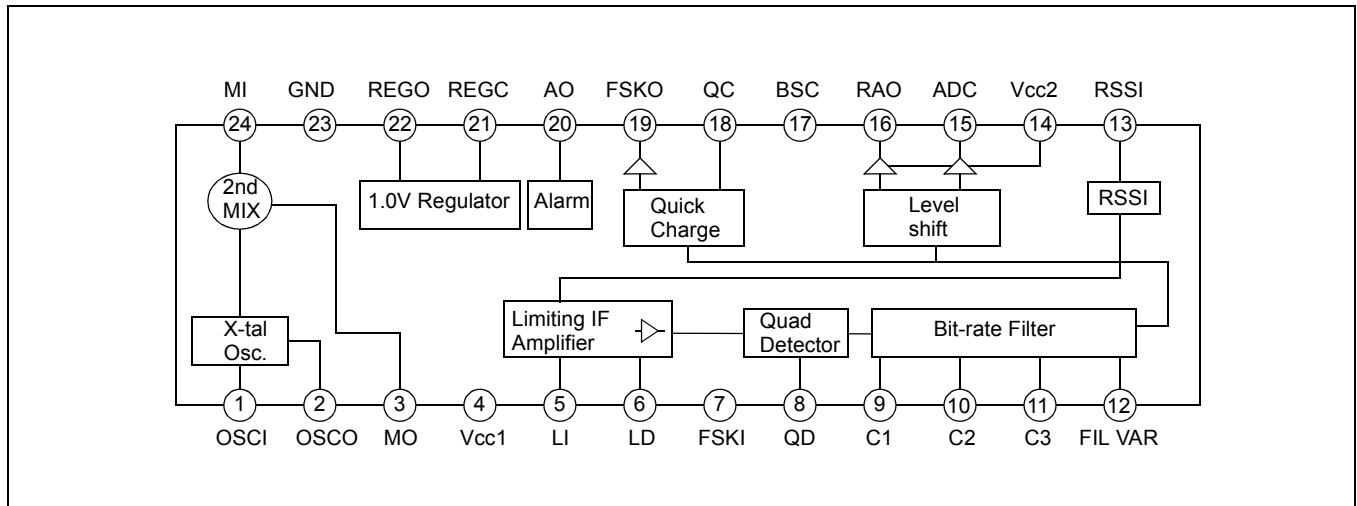 MI GND REGO REGC AO FSKO QC BSC RAO ADC Vcc2 RSSI
24 23 22 21 20 19 18 17 16 15 14 13
2nd
MIX
1.0V Regulator
Alarm
Quick
Charge
Level
shift
RSSI
X-tal
Osc.
Limiting IF
Amplifier
Quad
Detector
Bit-rate Filter
1 2 3 4 5 6 7 8 9 10 11 12
OSCI OSCO MO Vcc1 LI LD FSKI QD C1 C2 C3 FIL VAR